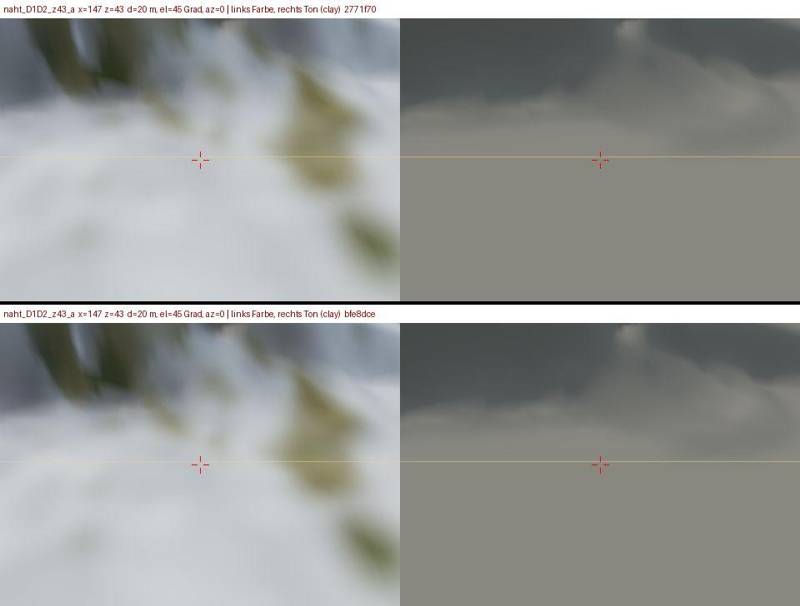 naht_D1D2_z43_a x=147 z=43 d=20 m, el=45 Grad, az=0 | links Farbe, rechts Ton (clay) 2771f70
naht_D1D2_z43_a x=147 z=43 d=20 m, el=45 Grad, az=0 | links Farbe, rechts Ton (clay) bfe8dce